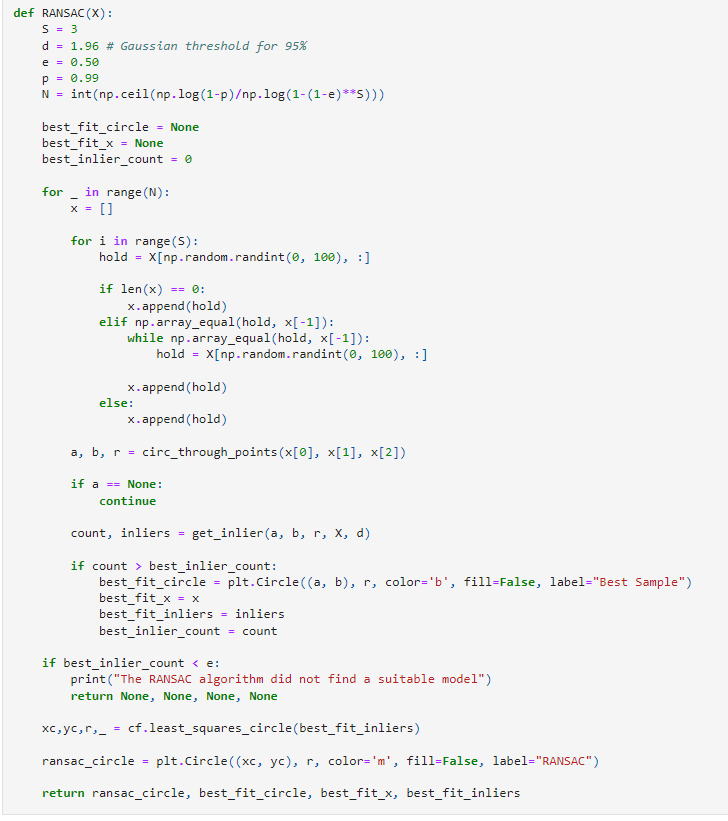 def RANSAC(X):
    S = 3
    d = 1.96 # Gaussian threshold for 95%
    e = 0.50
    p = 0.99
    N = int(np.ceil(np.log(1-p)/np.log(1-(1-e)**S)))

    best_fit_circle = None
    best_fit_x = None
    best_inlier_count = 0

    for _ in range(N):
        x = []

        for i in range(S):
            hold = X[np.random.randint(0, 100), :]

            if len(x) == 0:
                x.append(hold)
            elif np.array_equal(hold, x[-1]):
                while np.array_equal(hold, x[-1]):
                    hold = X[np.random.randint(0, 100), :]

                x.append(hold)
            else:
                x.append(hold)

        a, b, r = circ_through_points(x[0], x[1], x[2])

        if a == None:
            continue

        count, inliers = get_inlier(a, b, r, X, d)

        if count > best_inlier_count:
            best_fit_circle = plt.Circle((a, b), r, color='b', fill=False, label="Best Sample")
            best_fit_x = x
            best_fit_inliers = inliers
            best_inlier_count = count

    if best_inlier_count < e:
        print("The RANSAC algorithm did not find a suitable model")
        return None, None, None, None

    xc,yc,r,_ = cf.least_squares_circle(best_fit_inliers)

    ransac_circle = plt.Circle((xc, yc), r, color='m', fill=False, label="RANSAC")

    return ransac_circle, best_fit_circle, best_fit_x, best_fit_inliers